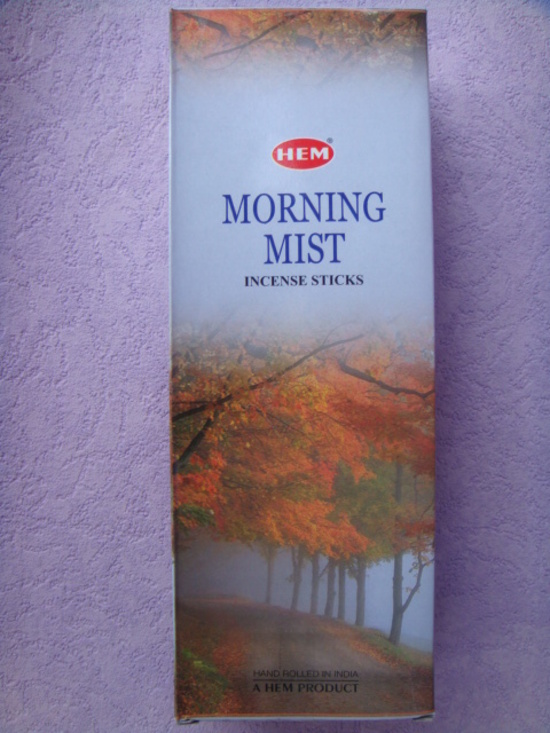 HEM®
MORNING
MIST
INCENSE STICKS
HAND ROLLED IN INDIA
A HEM PRODUCT